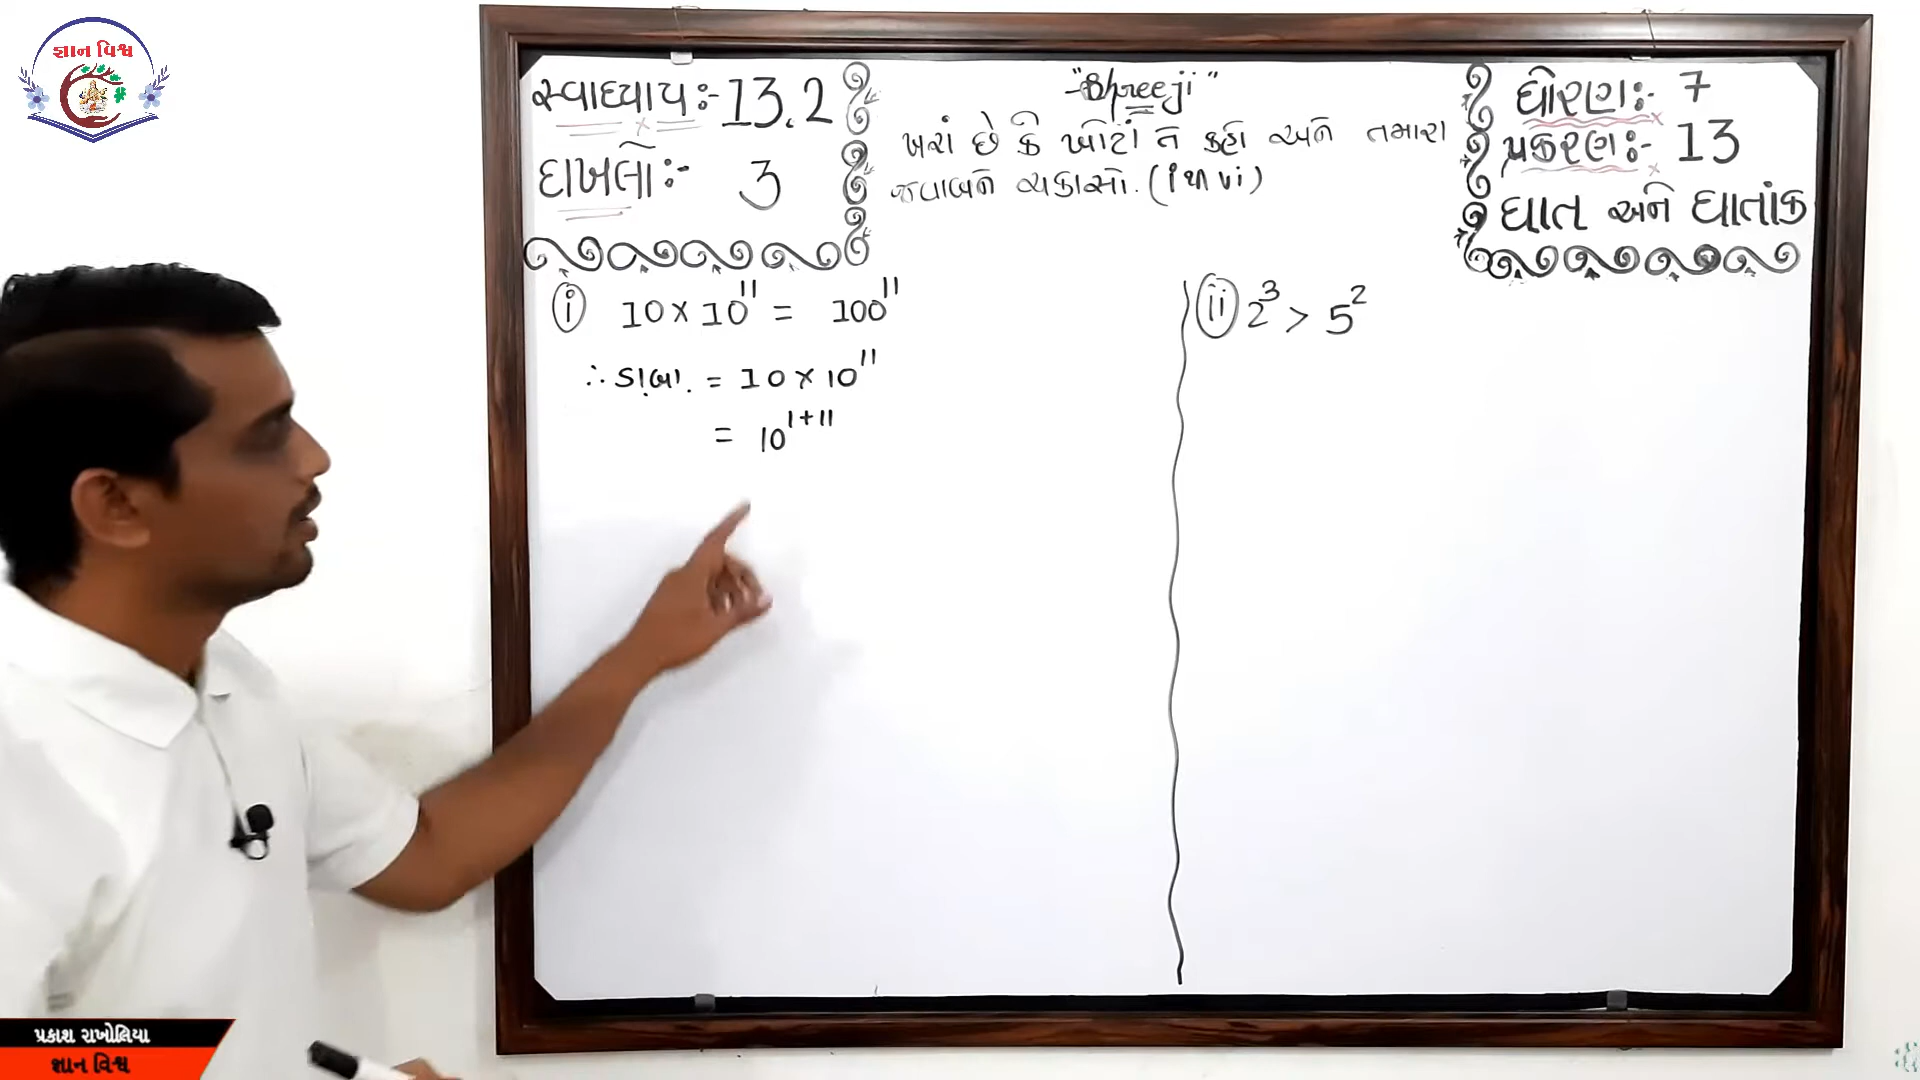 જ્ઞાન વિશ્વ
સ્વાધ્યાય :- 13.2
દાખલો :- 3
"Shreeji"
ખરાં છે કે ખોટાં તે કહો અને તમારા
જવાબને ચકાસો. (i થી vi)
ધોરણ :- 7
પ્રકરણ :- 13
ઘાત અને ઘાતાંક
(i) 10 × 10¹¹ = 100¹¹
∴ ડા.બા. = 10 × 10¹¹
= 10¹⁺¹¹
(ii) 2³ > 5²
પ્રકાશ રાખોલિયા
જ્ઞાન વિશ્વ